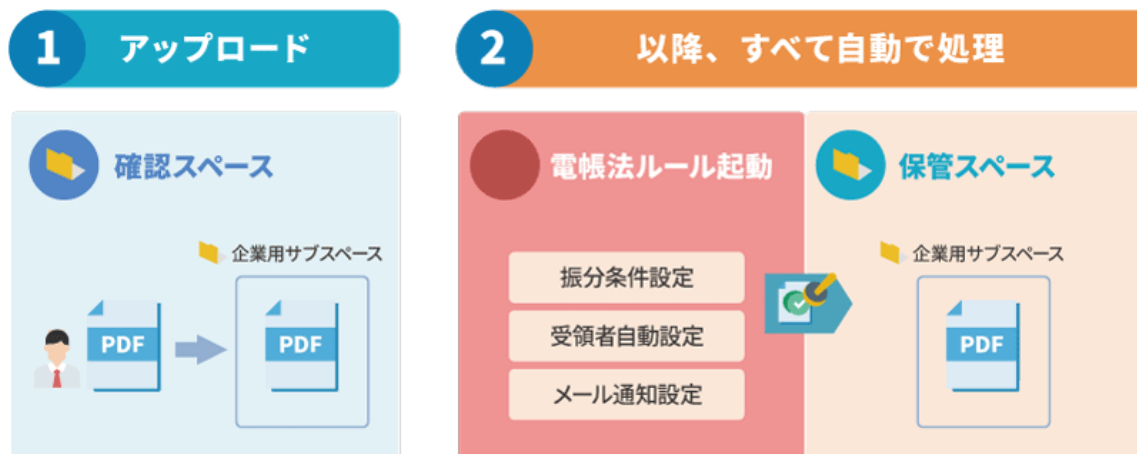 1 アップロード
確認スペース
企業用サブスペース
PDF
PDF
2 以降、すべて自動で処理
電帳法ルール起動
振分条件設定
受領者自動設定
メール通知設定
保管スペース
企業用サブスペース
PDF